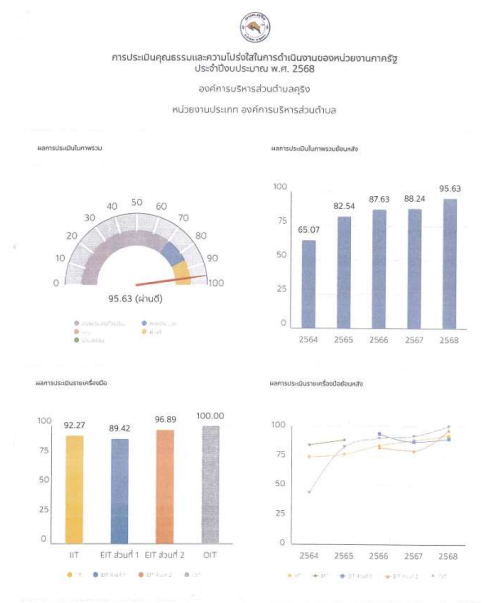 การประเมินคุณธรรมและความโปร่งใสในการดำเนินงานของหน่วยงานภาครัฐ
ประจำปีงบประมาณ พ.ศ. 2568
องค์การบริหารส่วนตำบลคุริง
หน่วยงานประเภท องค์การบริหารส่วนตำบล
ผลการประเมินในภาพรวม
0 10 20 30 40 50 60 70 80 90 100
95.63 (ผ่านดี)
ผลการประเมินในภาพรวมย้อนหลัง
100
75
50
25
0
65.07 82.54 87.63 88.24 95.63
2564 2565 2566 2567 2568
ผลการประเมินรายเครื่องมือ
100
75
50
25
0
92.27 89.42 96.89 100.00
IIT EIT ส่วนที่ 1 EIT ส่วนที่ 2 OIT
ผลการประเมินรายเครื่องมือย้อนหลัง
100
75
50
25
0
2564 2565 2566 2567 2568